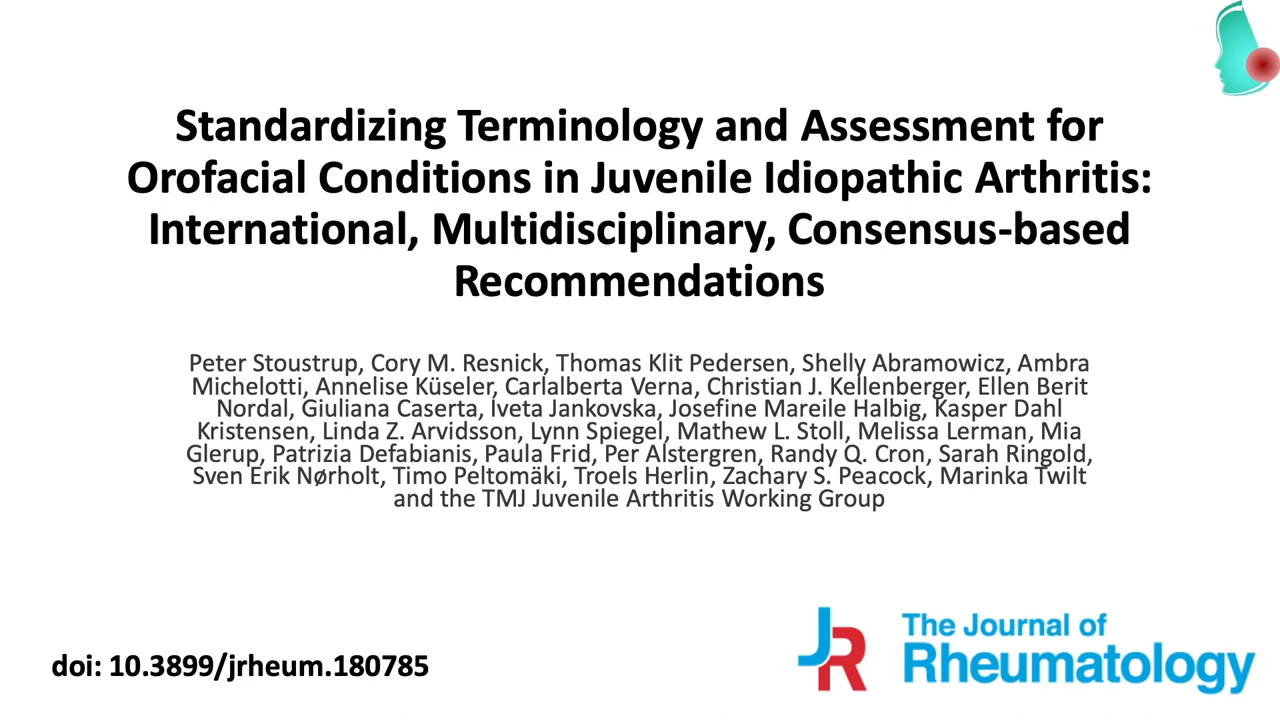 Standardizing Terminology and Assessment for
Orofacial Conditions in Juvenile Idiopathic Arthritis:
International, Multidisciplinary, Consensus-based
Recommendations
Peter Stoustrup, Cory M. Resnick, Thomas Klit Pedersen, Shelly Abramowicz, Ambra
Michelotti, Annelise Küseler, Carlalberta Verna, Christian J. Kellenberger, Ellen Berit
Nordal, Giuliana Caserta, Iveta Jankovska, Josefine Mareile Halbig, Kasper Dahl
Kristensen, Linda Z. Arvidsson, Lynn Spiegel, Mathew L. Stoll, Melissa Lerman, Mia
Glerup, Patrizia Defabianis, Paula Frid, Per Alstergren, Randy Q. Cron, Sarah Ringold,
Sven Erik Nørholt, Timo Peltomäki, Troels Herlin, Zachary S. Peacock, Marinka Twilt
and the TMJ Juvenile Arthritis Working Group
doi: 10.3899/jrheum.180785
JR
The Journal of
Rheumatology